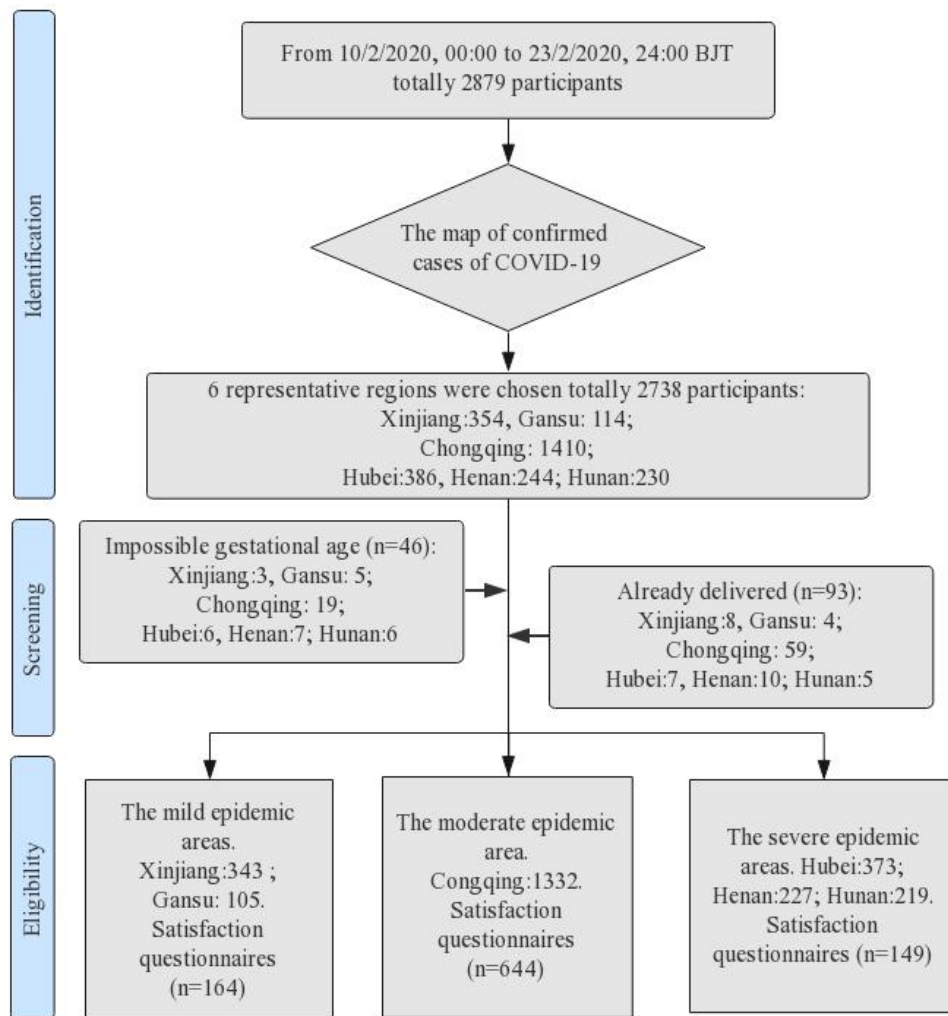 From 10/2/2020, 00:00 to 23/2/2020, 24:00 BJT
totally 2879 participants
Identification
The map of confirmed
cases of COVID-19
6 representative regions were chosen totally 2738 participants:
Xinjiang:354, Gansu: 114;
Chongqing: 1410;
Hubei:386, Henan:244; Hunan:230
Screening
Impossible gestational age (n=46):
Xinjiang:3, Gansu: 5;
Chongqing: 19;
Hubei:6, Henan:7; Hunan:6
Already delivered (n=93):
Xinjiang:8, Gansu: 4;
Chongqing: 59;
Hubei:7, Henan:10; Hunan:5
Eligibility
The mild epidemic
areas.
Xinjiang:343 ;
Gansu: 105.
Satisfaction
questionnaires
(n=164)
The moderate epidemic
area.
Congqing:1332.
Satisfaction
questionnaires
(n=644)
The severe epidemic
areas. Hubei:373;
Henan:227; Hunan:219.
Satisfaction
questionnaires (n=149)